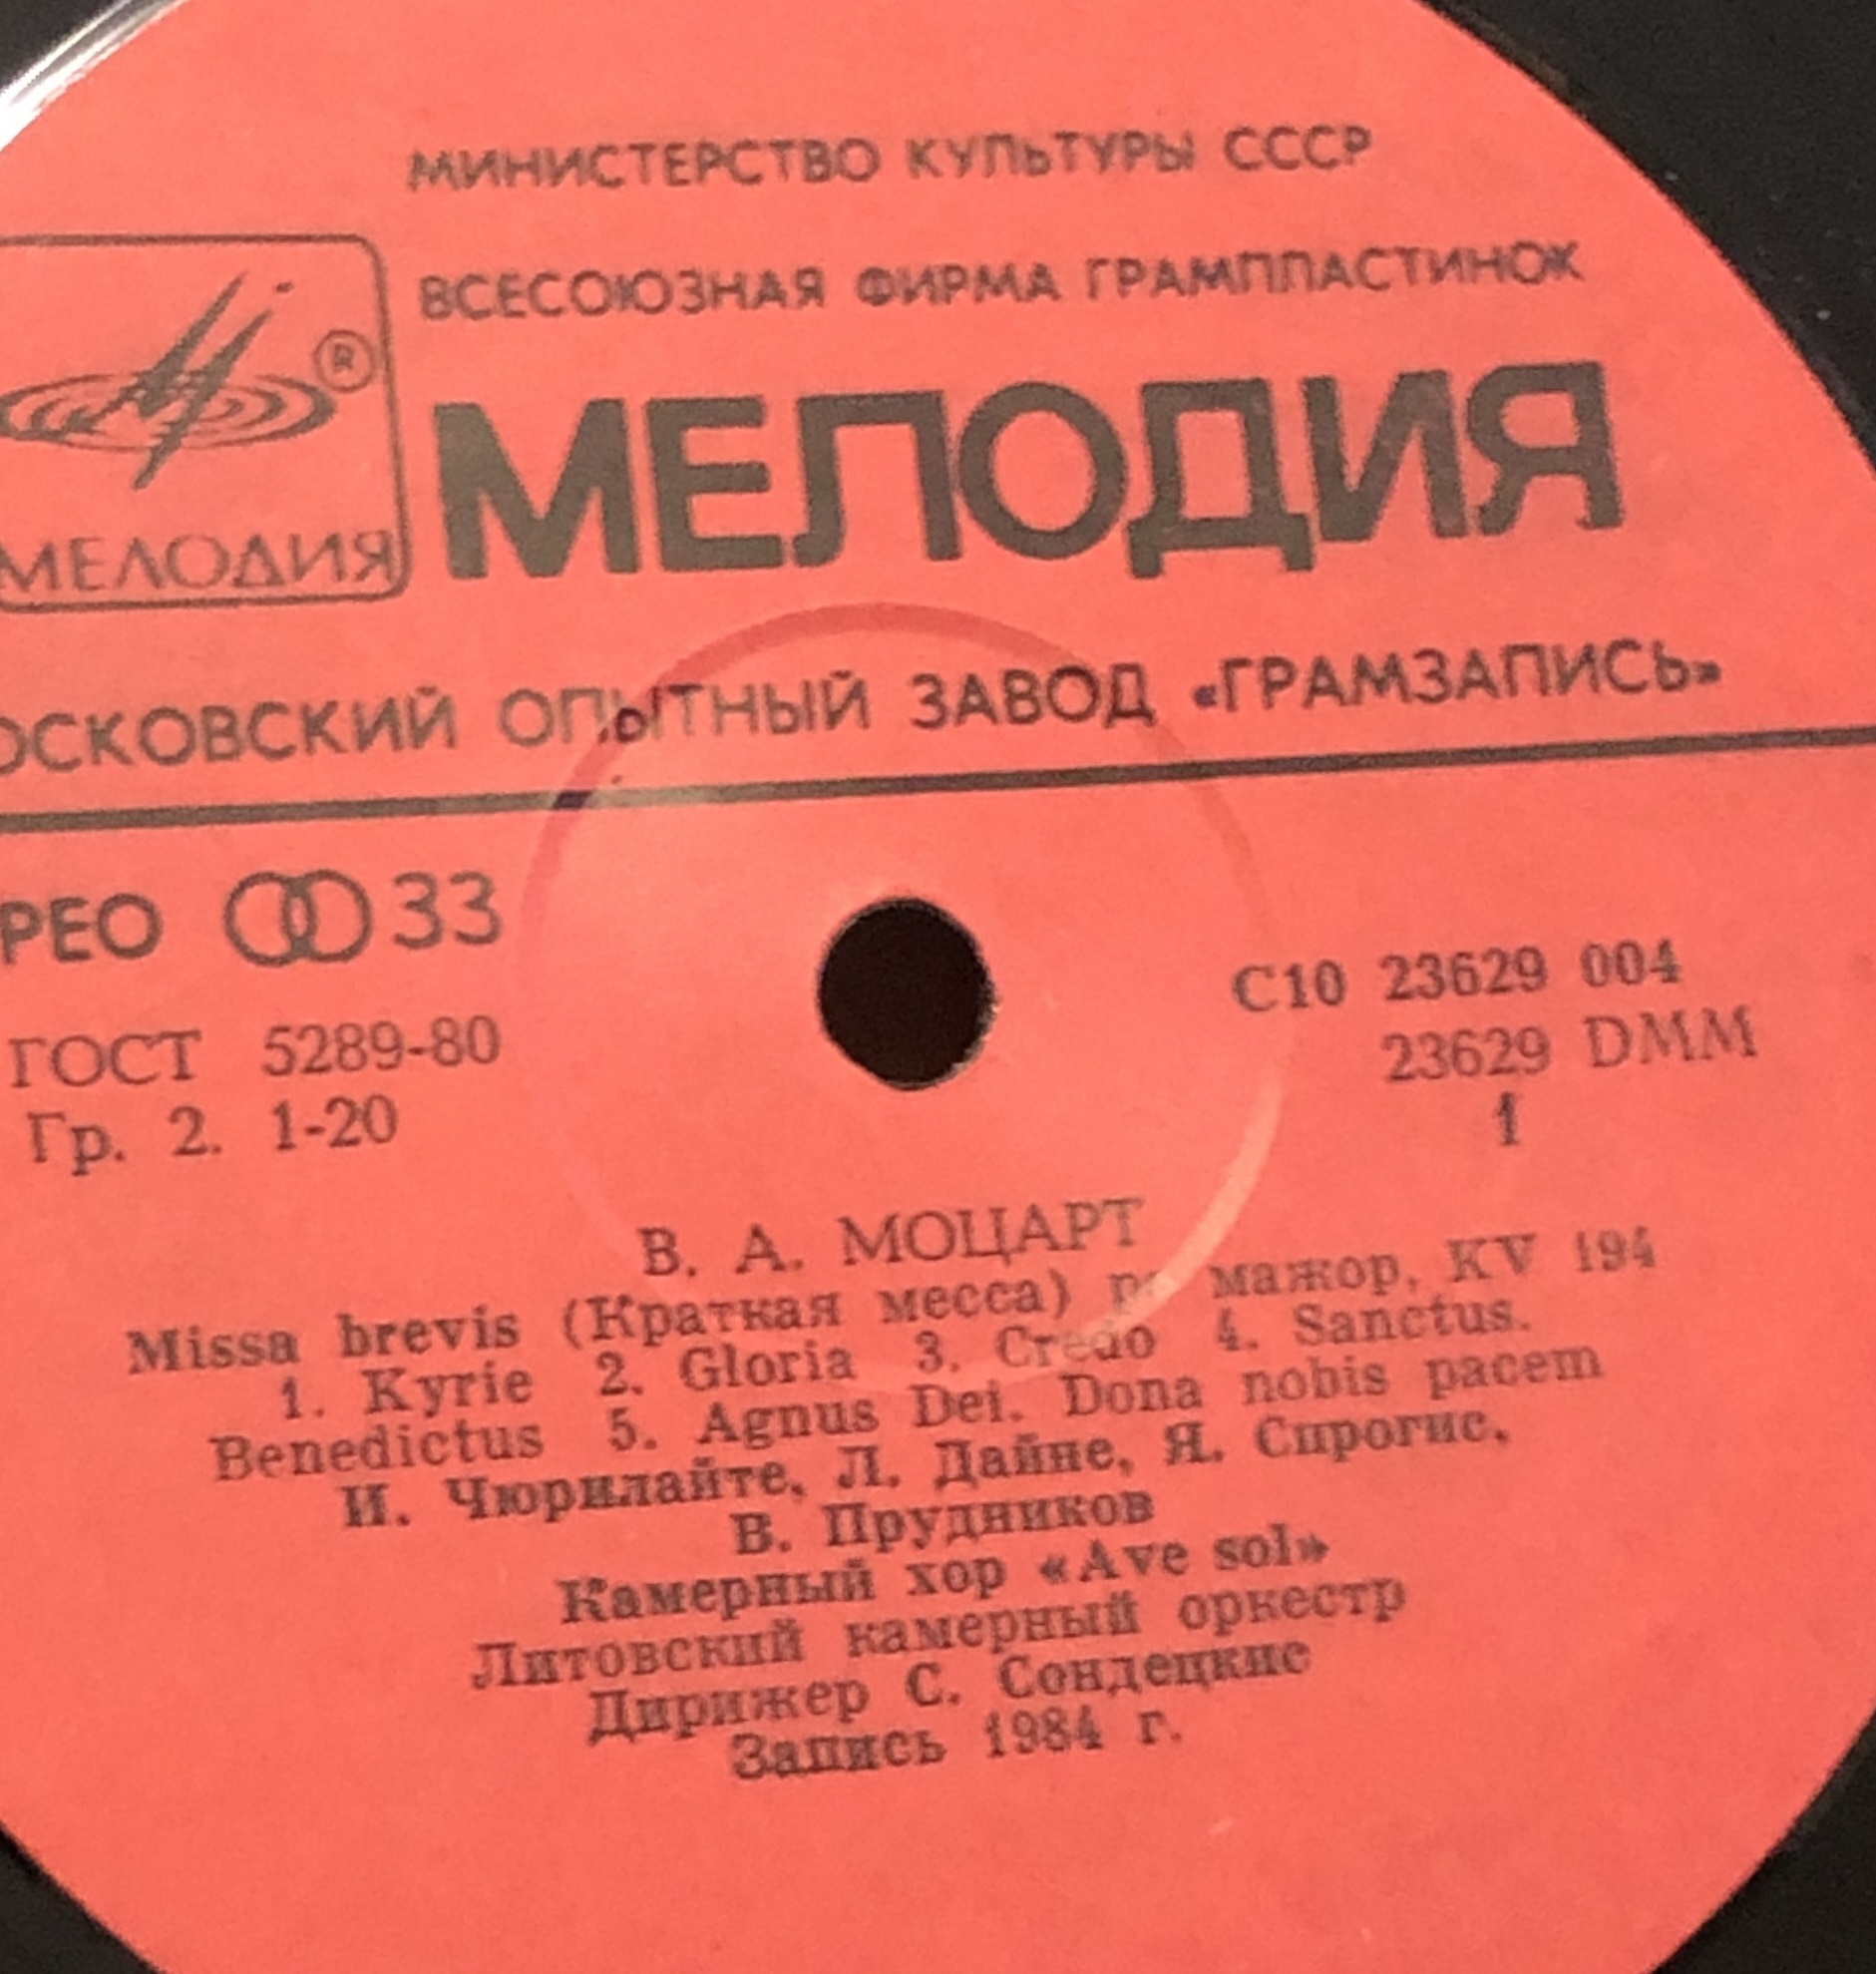 МИНИСТЕРСТВО КУЛЬТУРЫ СССР
ВСЕСОЮЗНАЯ ФИРМА ГРАМПЛАСТИНОК
®
МЕЛОДИЯ
МЕЛОДИЯ
ОСКОВСКИЙ ОПЫТНЫЙ ЗАВОД «ГРАМЗАПИСЬ»
РЕО 33
ГОСТ 5289-80
Гр. 2. 1-20
С10 23629 004
23629 DMM
1
В. А. МОЦАРТ
Missa brevis (Краткая месса) ре мажор, KV 194
1. Kyrie 2. Gloria 3. Credo 4. Sanctus.
Benedictus 5. Agnus Dei. Dona nobis pacem
И. Чюрилайте, Л. Дайне, Я. Спрогис,
В. Прудников
Камерный хор «Ave sol»
Литовский камерный оркестр
Дирижер С. Сондецкис
Запись 1984 г.